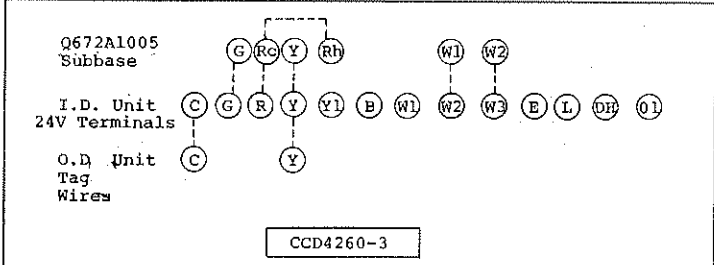 Q672A1005 G Rc Y Rh W1 W2
Subbase
I.D. Unit C G R Y Y1 B W1 W2 W3 E L DH O1
24V Terminals
O.D. Unit C Y
Tag
Wires
CCD4260-3